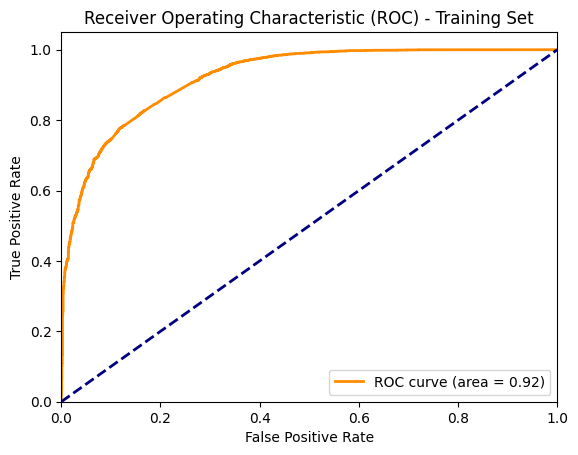 Receiver Operating Characteristic (ROC) - Training Set
True Positive Rate
1.0
0.8
0.6
0.4
0.2
0.0
0.0 0.2 0.4 0.6 0.8 1.0
False Positive Rate
ROC curve (area = 0.92)